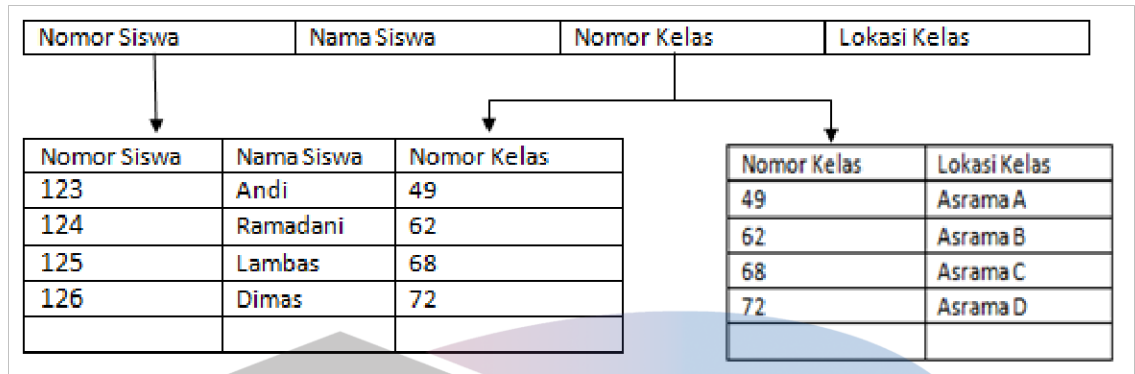 Nomor Siswa Nama Siswa Nomor Kelas Lokasi Kelas
Nomor Siswa Nama Siswa Nomor Kelas
123 Andi 49
124 Ramadani 62
125 Lambas 68
126 Dimas 72
Nomor Kelas Lokasi Kelas
49 Asrama A
62 Asrama B
68 Asrama C
72 Asrama D